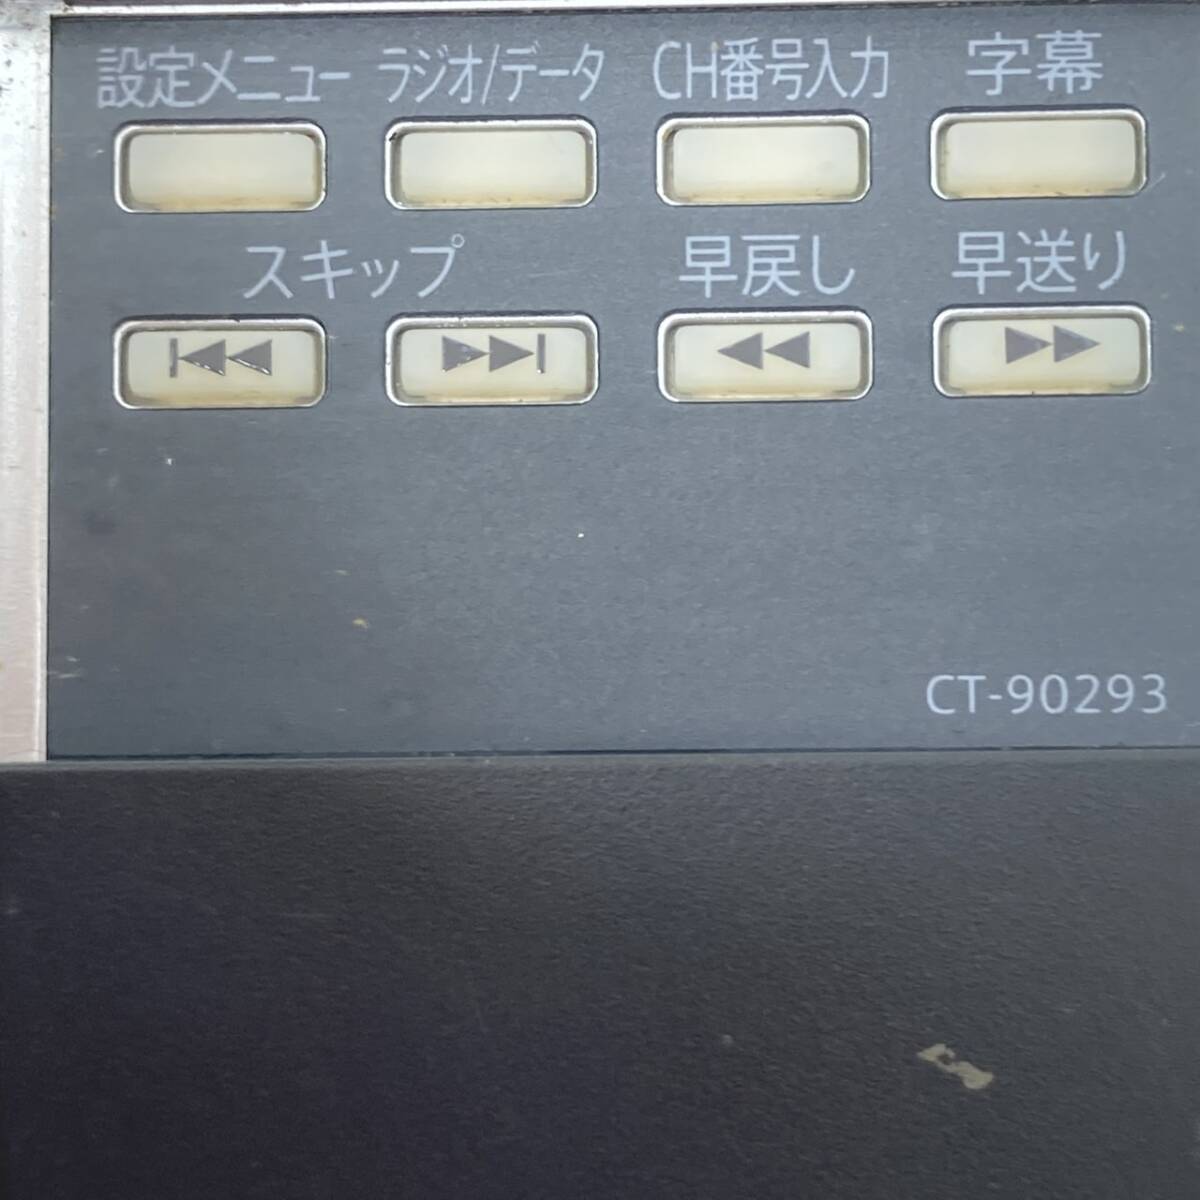 設定メニュー ラジオ/データ CH番号入力 字幕
スキップ 早戻し 早送り
CT-90293